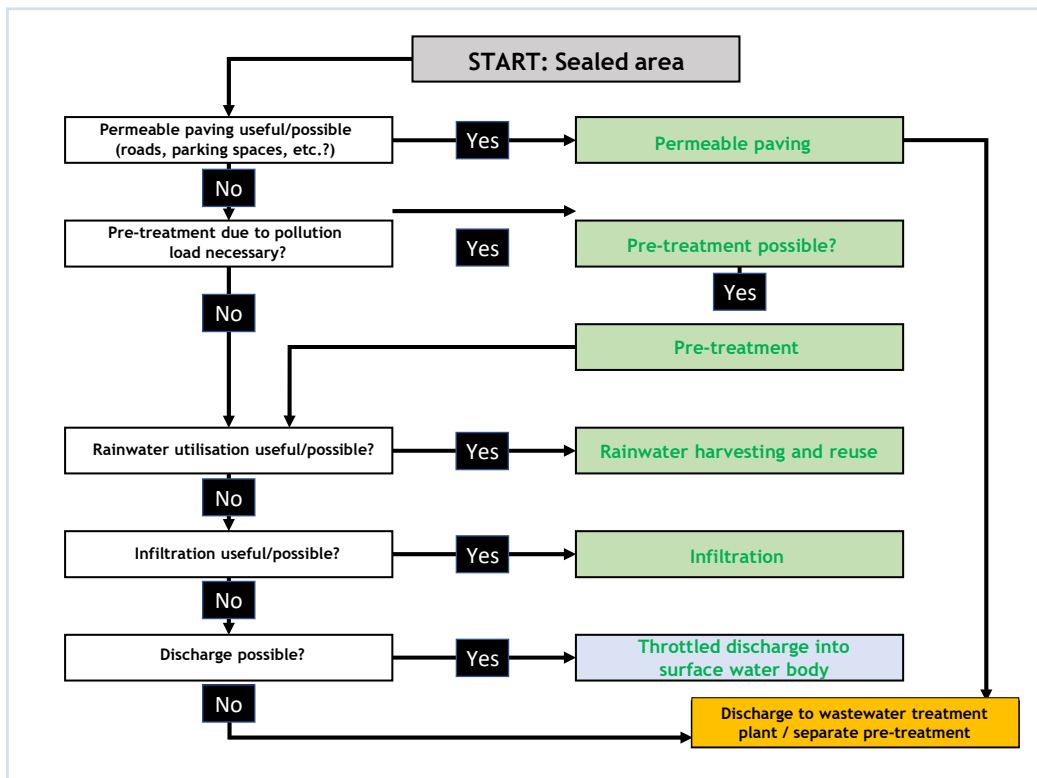 START: Sealed area
Permeable paving useful/possible
(roads, parking spaces, etc.?)
Yes
Permeable paving
No
Pre-treatment due to pollution
load necessary?
Yes
Pre-treatment possible?
Yes
No
Pre-treatment
Rainwater utilisation useful/possible?
Yes
Rainwater harvesting and reuse
No
Infiltration useful/possible?
Yes
Infiltration
No
Discharge possible?
Yes
Throttled discharge into
surface water body
No
Discharge to wastewater treatment
plant / separate pre-treatment